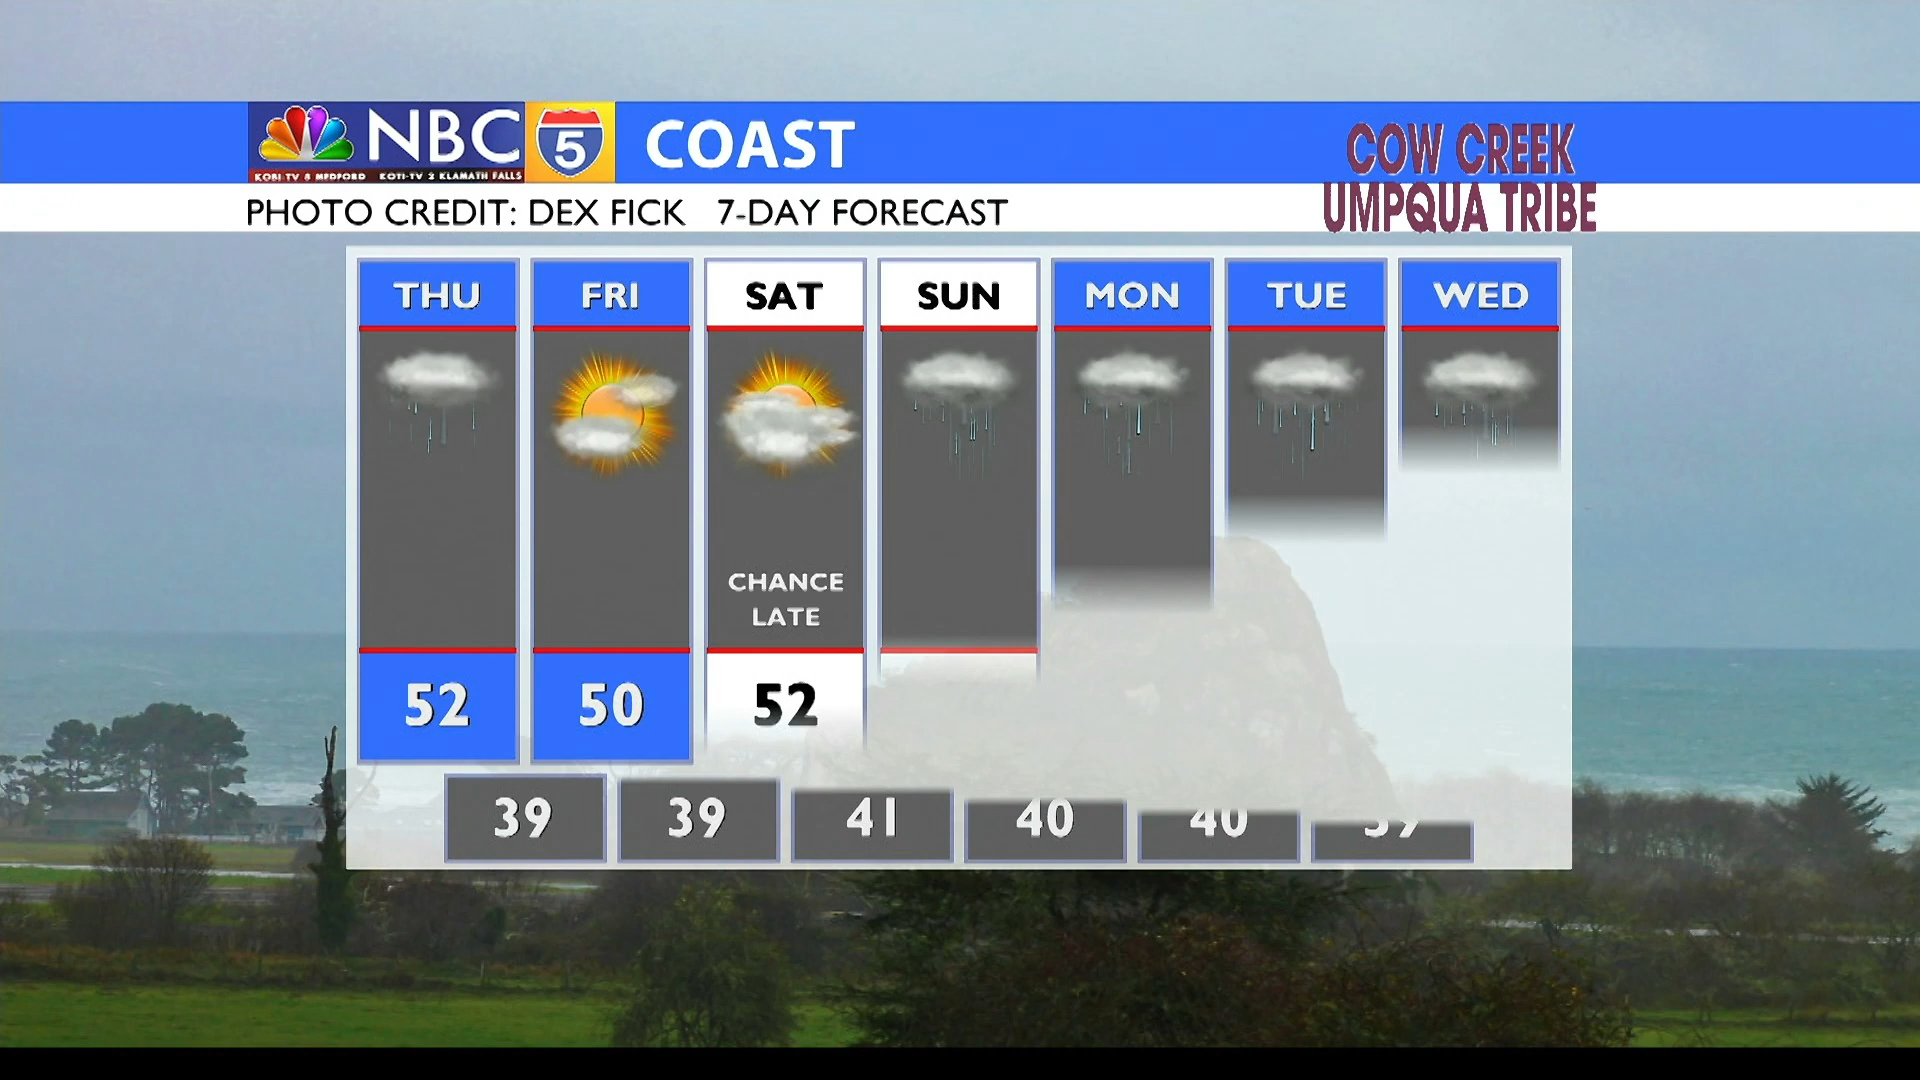 NBC 5 COAST
KOBI-TV 5 MEDFORD KOTI-TV 2 KLAMATH FALLS
COW CREEK
UMPQUA TRIBE
PHOTO CREDIT: DEX FICK 7-DAY FORECAST
THU FRI SAT SUN MON TUE WED
CHANCE
LATE
52 50 52
39 39 41 40 40 39